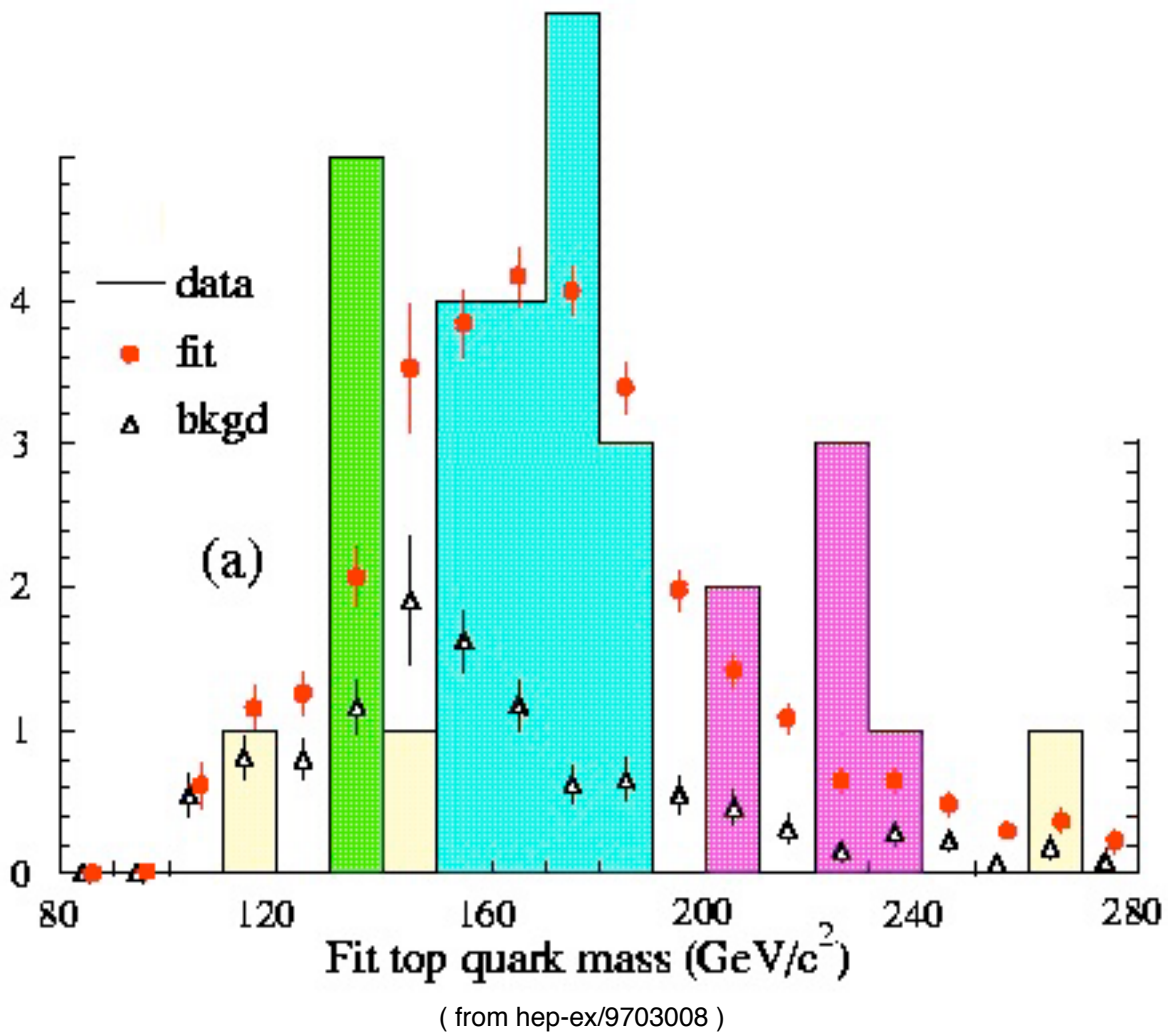 4
3
2
1
0
data
fit
bkgd
(a)
80 120 160 200 240 280
Fit top quark mass (GeV/c²)
( from hep-ex/9703008 )